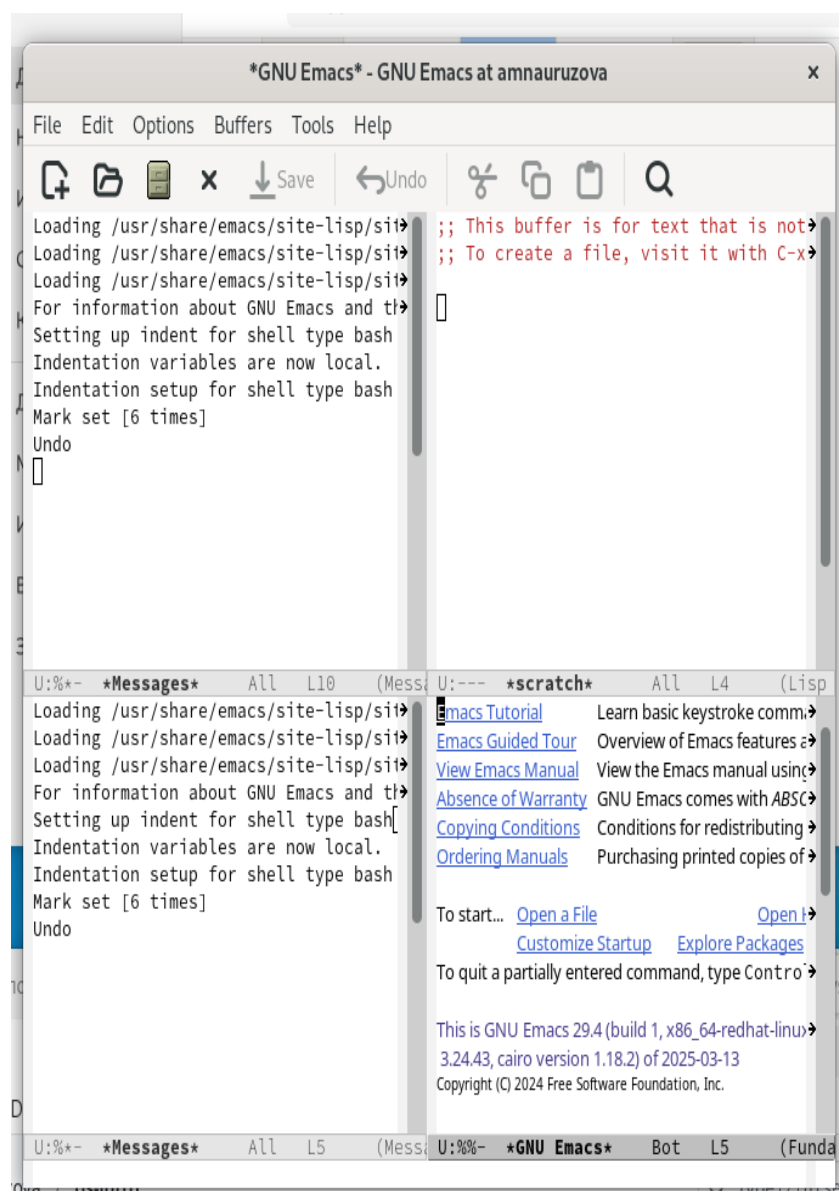 *GNU Emacs* - GNU Emacs at amnauruzova
File Edit Options Buffers Tools Help
Save Undo
Loading /usr/share/emacs/site-lisp/sit
Loading /usr/share/emacs/site-lisp/sit
Loading /usr/share/emacs/site-lisp/sit
For information about GNU Emacs and th
Setting up indent for shell type bash
Indentation variables are now local.
Indentation setup for shell type bash
Mark set [6 times]
Undo
U:%*- *Messages* All L10 (Messa
;; This buffer is for text that is not
;; To create a file, visit it with C-x
U:--- *scratch* All L4 (Lisp
Loading /usr/share/emacs/site-lisp/sit
Loading /usr/share/emacs/site-lisp/sit
Loading /usr/share/emacs/site-lisp/sit
For information about GNU Emacs and th
Setting up indent for shell type bash
Indentation variables are now local.
Indentation setup for shell type bash
Mark set [6 times]
Undo
U:%*- *Messages* All L5 (Messa
Emacs Tutorial Learn basic keystroke comm
Emacs Guided Tour Overview of Emacs features a
View Emacs Manual View the Emacs manual using
Absence of Warranty GNU Emacs comes with ABSO
Copying Conditions Conditions for redistributing
Ordering Manuals Purchasing printed copies of
To start... Open a File Open
Customize Startup Explore Packages
To quit a partially entered command, type Contro
This is GNU Emacs 29.4 (build 1, x86_64-redhat-linux
3.24.43, cairo version 1.18.2) of 2025-03-13
Copyright (C) 2024 Free Software Foundation, Inc.
U:%%- *GNU Emacs* Bot L5 (Funda